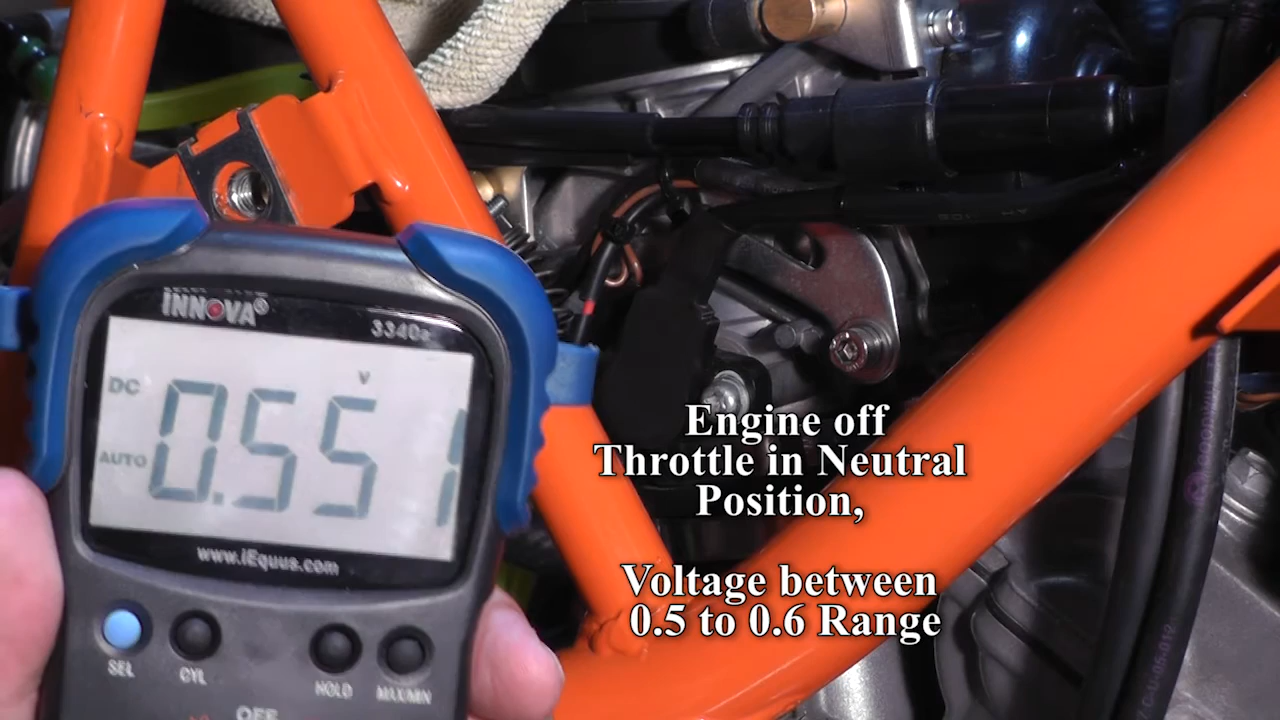 INNOVA®
3340
DC
V
AUTO
0.551
www.iEquus.com
SEL
CYL
HOLD
MAX/MIN
OFF
Engine off
Throttle in Neutral
Position,
Voltage between
0.5 to 0.6 Range